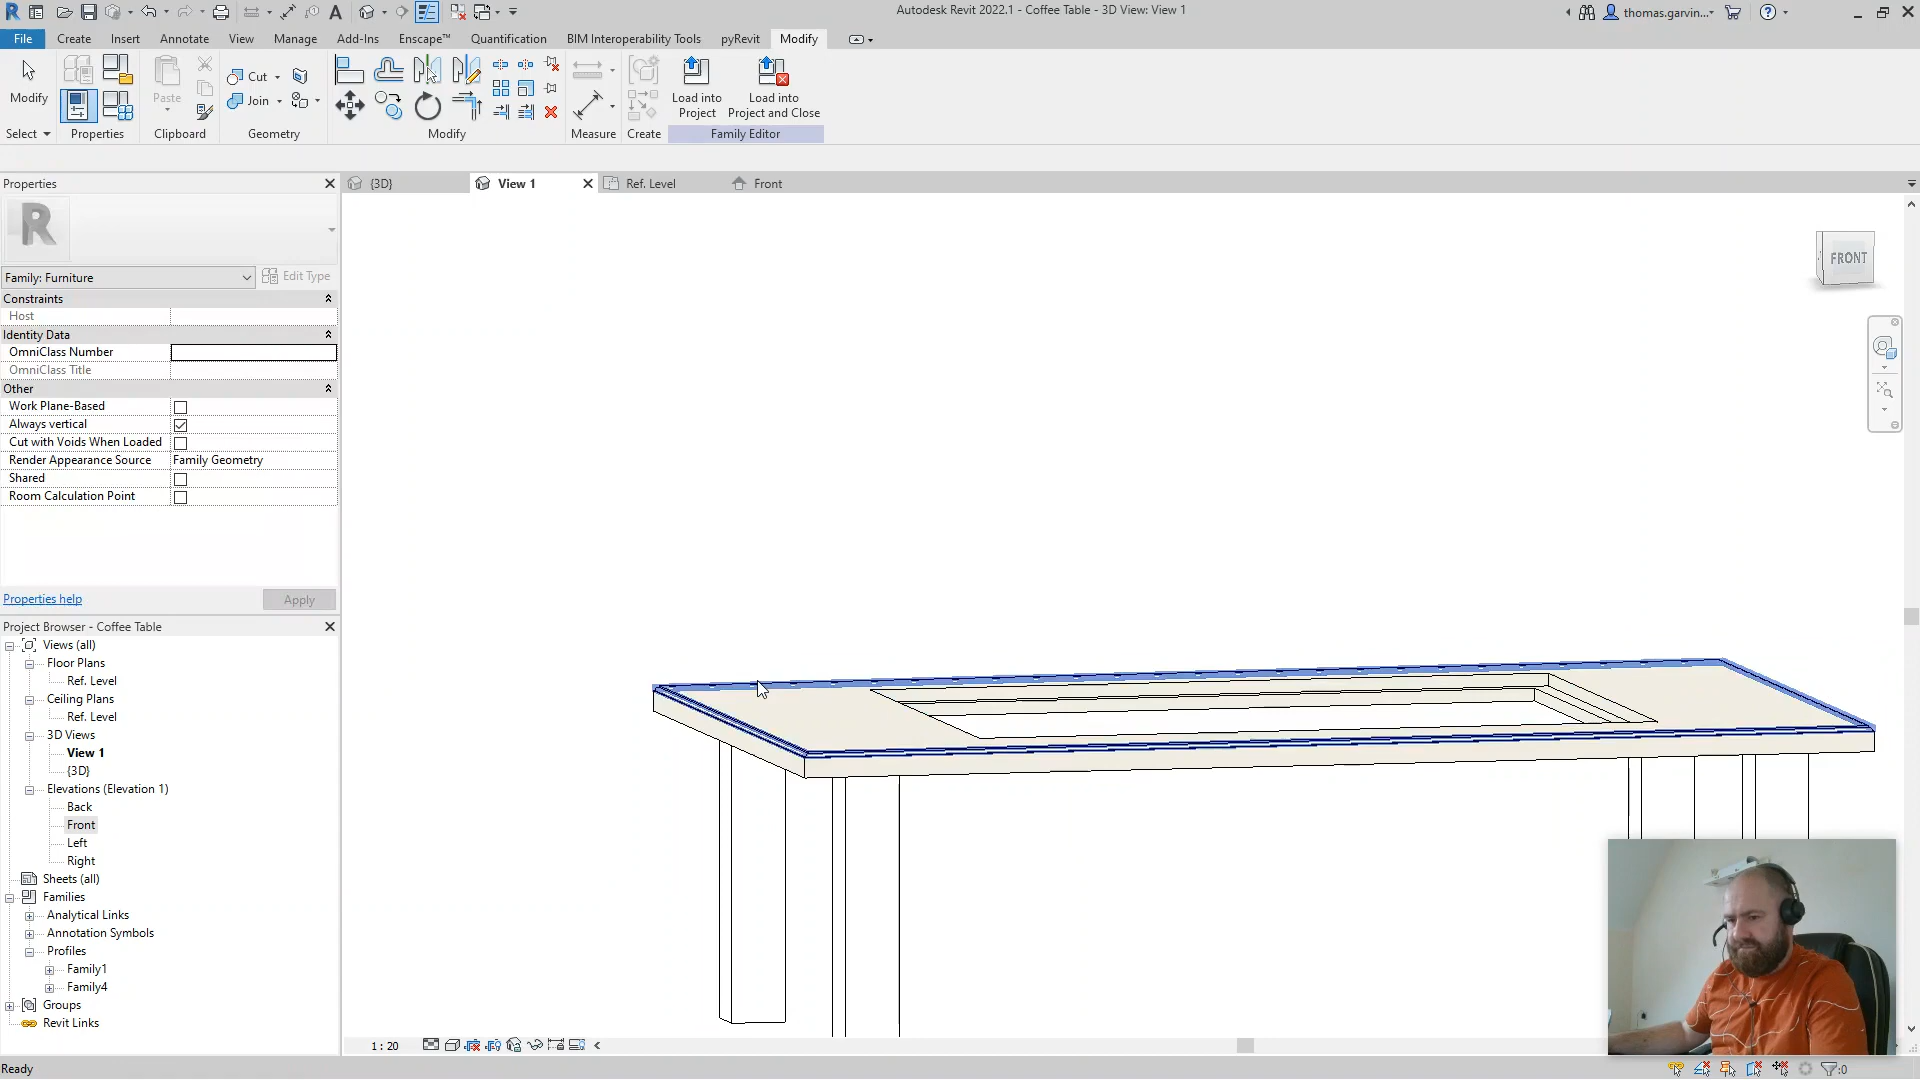 Autodesk Revit 2022.1 - Coffee Table - 3D View: View 1
thomas.garvin...
File Create Insert Annotate View Manage Add-Ins Enscape™ Quantification BIM Interoperability Tools pyRevit Modify
Modify
Paste
Cut
Join
Load into Project
Load into Project and Close
Select Properties Clipboard Geometry Modify Measure Create Family Editor
Properties
{3D} View 1 Ref. Level Front
R
Family: Furniture Edit Type
Constraints
Host
Identity Data
OmniClass Number
OmniClass Title
Other
Work Plane-Based
Always vertical
Cut with Voids When Loaded
Render Appearance Source Family Geometry
Shared
Room Calculation Point
Properties help Apply
FRONT
Project Browser - Coffee Table
Views (all)
Floor Plans
Ref. Level
Ceiling Plans
Ref. Level
3D Views
View 1
{3D}
Elevations (Elevation 1)
Back
Front
Left
Right
Sheets (all)
Families
Analytical Links
Annotation Symbols
Profiles
Family1
Family4
Groups
Revit Links
1 : 20
Ready
:0